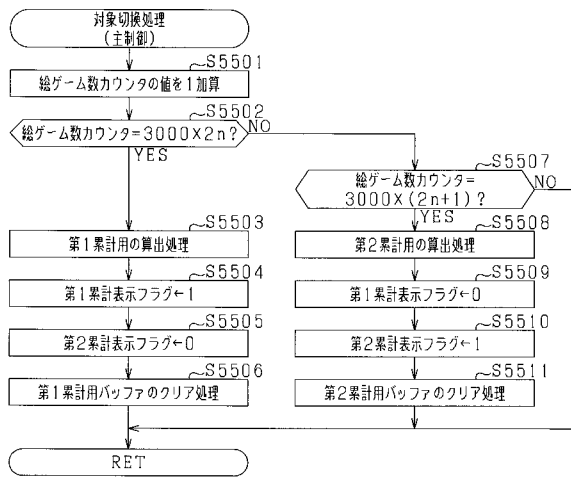 対象切換処理
(主制御)
S5501
絵ゲーム数カウンタの値を1加算
S5502
絵ゲーム数カウンタ=3000×2n?
NO
YES
S5507
絵ゲーム数カウンタ=
3000×(2n+1)?
NO
YES
S5503
第1累計用の算出処理
S5508
第2累計用の算出処理
S5504
第1累計表示フラグ←1
S5509
第1累計表示フラグ←0
S5505
第2累計表示フラグ←0
S5510
第2累計表示フラグ←1
S5506
第1累計用バッファのクリア処理
S5511
第2累計用バッファのクリア処理
RET